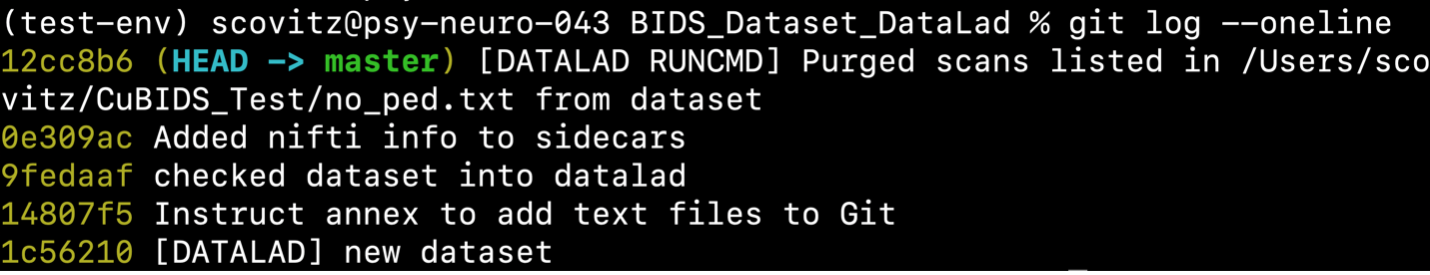 (test-env) scovitz@psy-neuro-043 BIDS_Dataset_DataLad % git log --oneline
12cc8b6 (HEAD -> master) [DATALAD RUNCMD] Purged scans listed in /Users/sco
vitz/CuBIDS_Test/no_ped.txt from dataset
0e309ac Added nifti info to sidecars
9fedaaf checked dataset into datalad
14807f5 Instruct annex to add text files to Git
1c56210 [DATALAD] new dataset